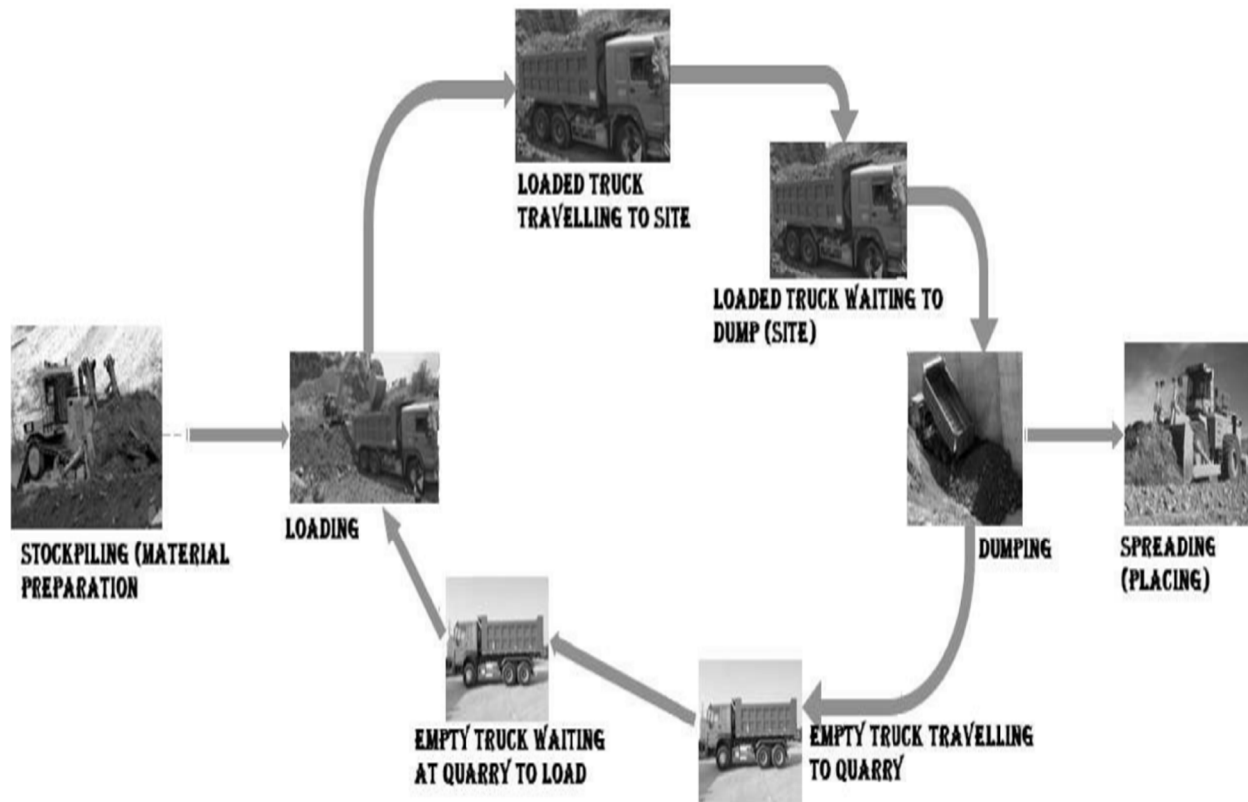 LOADED TRUCK
TRAVELLING TO SITE
LOADED TRUCK WAITING TO
DUMP (SITE)
STOCKPILING (MATERIAL
PREPARATION
LOADING
DUMPING
SPREADING
(PLACING)
EMPTY TRUCK WAITING
AT QUARRY TO LOAD
EMPTY TRUCK TRAVELLING
TO QUARRY